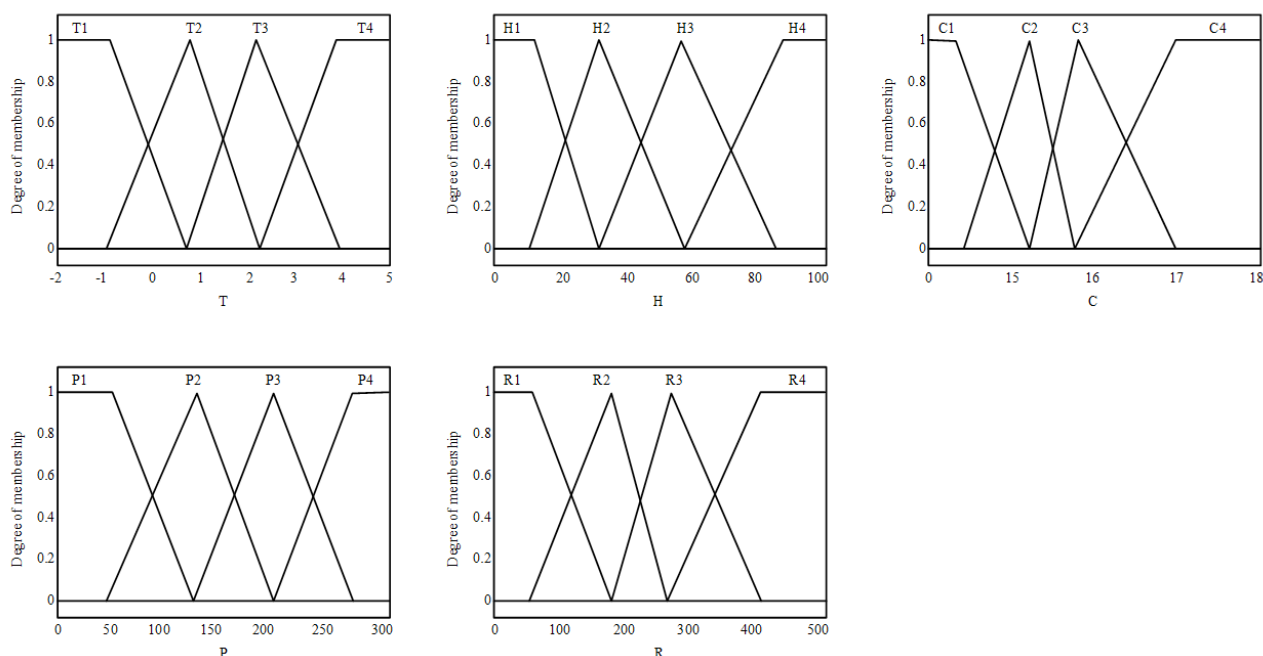 T1 T2 T3 T4
1
0.8
0.6
0.4
0.2
0
Degree of membership
-2 -1 0 1 2 3 4 5
T
H1 H2 H3 H4
1
0.8
0.6
0.4
0.2
0
Degree of membership
0 20 40 60 80 100
H
C1 C2 C3 C4
1
0.8
0.6
0.4
0.2
0
Degree of membership
0 15 16 17 18
C
P1 P2 P3 P4
1
0.8
0.6
0.4
0.2
0
Degree of membership
0 50 100 150 200 250 300
P
R1 R2 R3 R4
1
0.8
0.6
0.4
0.2
0
Degree of membership
0 100 200 300 400 500
R